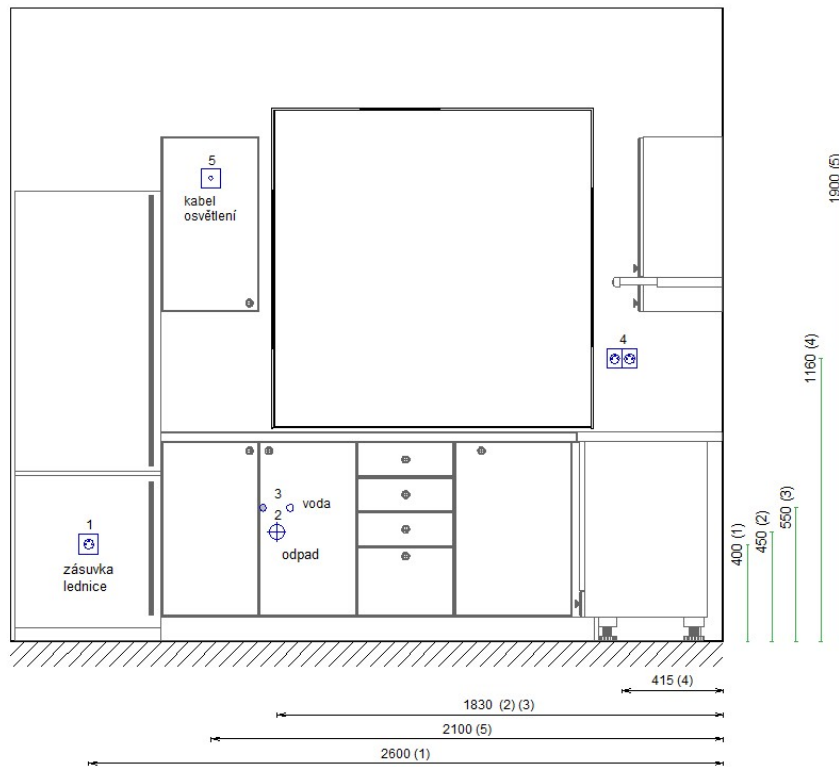 5
kabel
osvětlení
1900 (5)
4
1160 (4)
3
voda
2
odpad
1
zásuvka
lednice
400 (1)
450 (2)
550 (3)
415 (4)
1830 (2) (3)
2100 (5)
2600 (1)